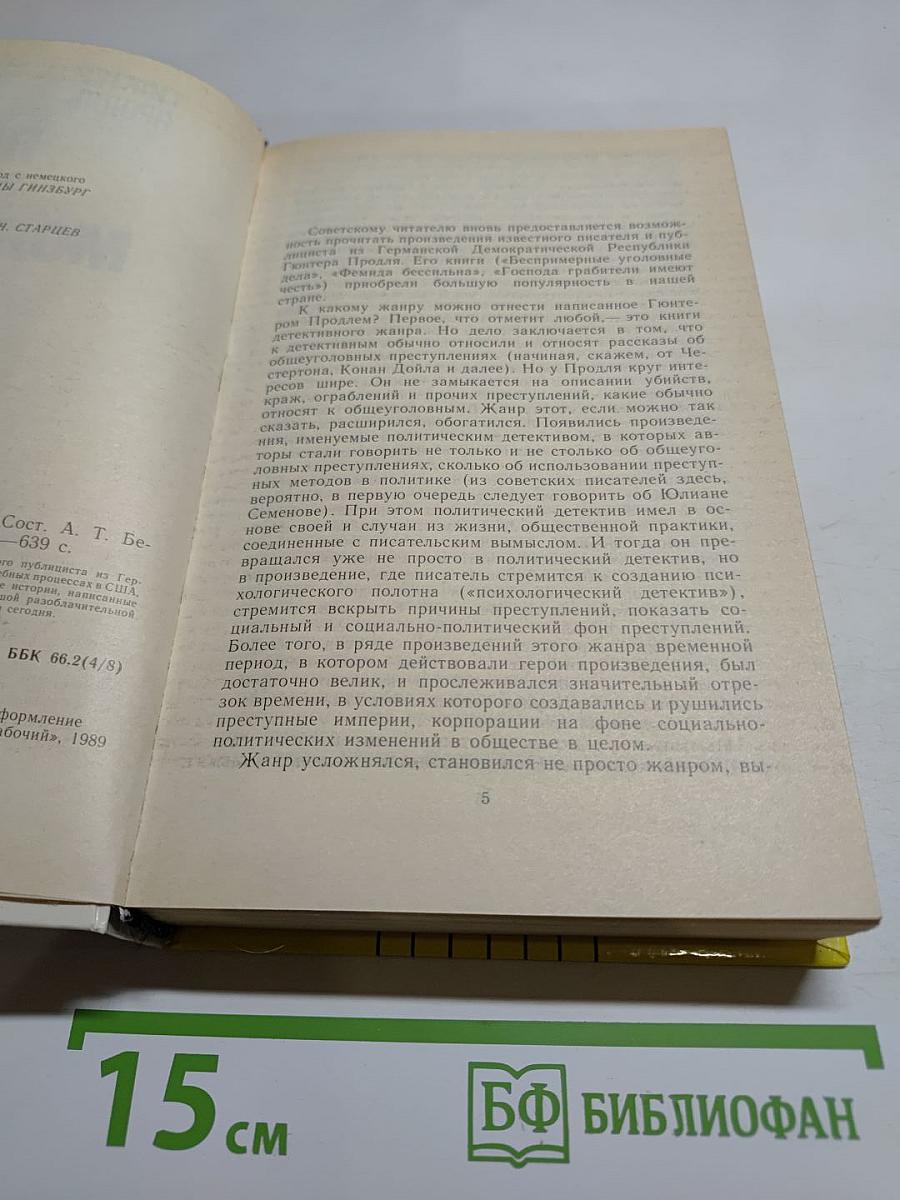 од с немецкого
НЫ ГИНЗБУРГ
Н. СТАРЦЕВ
Сост. А. Т. Бе-
—639 с.
ого публициста из Гер-
ебных процессах в США.
е истории, написанные
шой разоблачительной
и сегодня.
ББК 66.2(4/8)
формление
абочий», 1989
Советскому читателю вновь предоставляется возмож-
ность прочитать произведения известного писателя и пуб-
лициста из Германской Демократической Республики
Гюнтера Продля. Его книги («Беспримерные уголовные
дела», «Фемида бессильна», «Господа грабители имеют
честь») приобрели большую популярность в нашей
стране.
К какому жанру можно отнести написанное Гюнте-
ром Продлем? Первое, что отметит любой,— это книги
детективного жанра. Но дело заключается в том, что
к детективным обычно относили и относят рассказы об
общеуголовных преступлениях (начиная, скажем, от Че-
стертона, Конан Дойла и далее). Но у Продля круг инте-
ресов шире. Он не замыкается на описании убийств,
краж, ограблений и прочих преступлений, какие обычно
относят к общеуголовным. Жанр этот, если можно так
сказать, расширился, обогатился. Появились произведе-
ния, именуемые политическим детективом, в которых ав-
торы стали говорить не только и не столько об общеуго-
ловных преступлениях, сколько об использовании преступ-
ных методов в политике (из советских писателей здесь,
вероятно, в первую очередь следует говорить об Юлиане
Семенове). При этом политический детектив имел в ос-
нове своей и случаи из жизни, общественной практики,
соединенные с писательским вымыслом. И тогда он пре-
вращался уже не просто в политический детектив, но
в произведение, где писатель стремится к созданию пси-
хологического полотна («психологический детектив»),
стремится вскрыть причины преступлений, показать со-
циальный и социально-политический фон преступлений.
Более того, в ряде произведений этого жанра временной
период, в котором действовали герои произведения, был
достаточно велик, и прослеживался значительный отре-
зок времени, в условиях которого создавались и рушились
преступные империи, корпорации на фоне социально-
политических изменений в обществе в целом.
Жанр усложнялся, становился не просто жанром, вы-
5
15 см
БФ БИБЛИОФАН